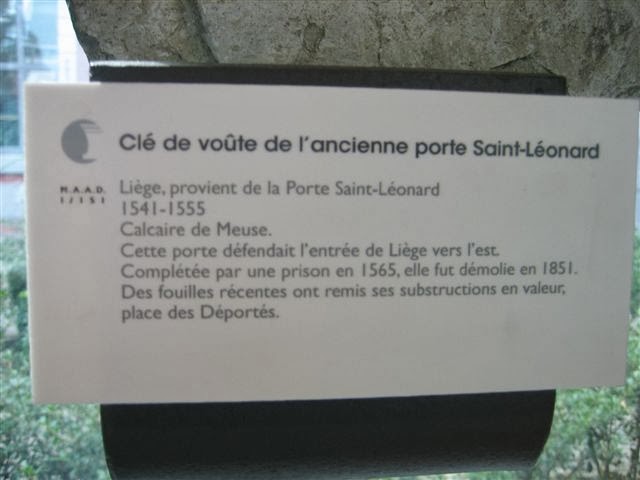 Clé de voûte de l'ancienne porte Saint-Léonard
M.A.A.D.
1/151
Liège, provient de la Porte Saint-Léonard
1541-1555
Calcaire de Meuse.
Cette porte défendait l'entrée de Liège vers l'est.
Complétée par une prison en 1565, elle fut démolie en 1851.
Des fouilles récentes ont remis ses substructions en valeur,
place des Déportés.